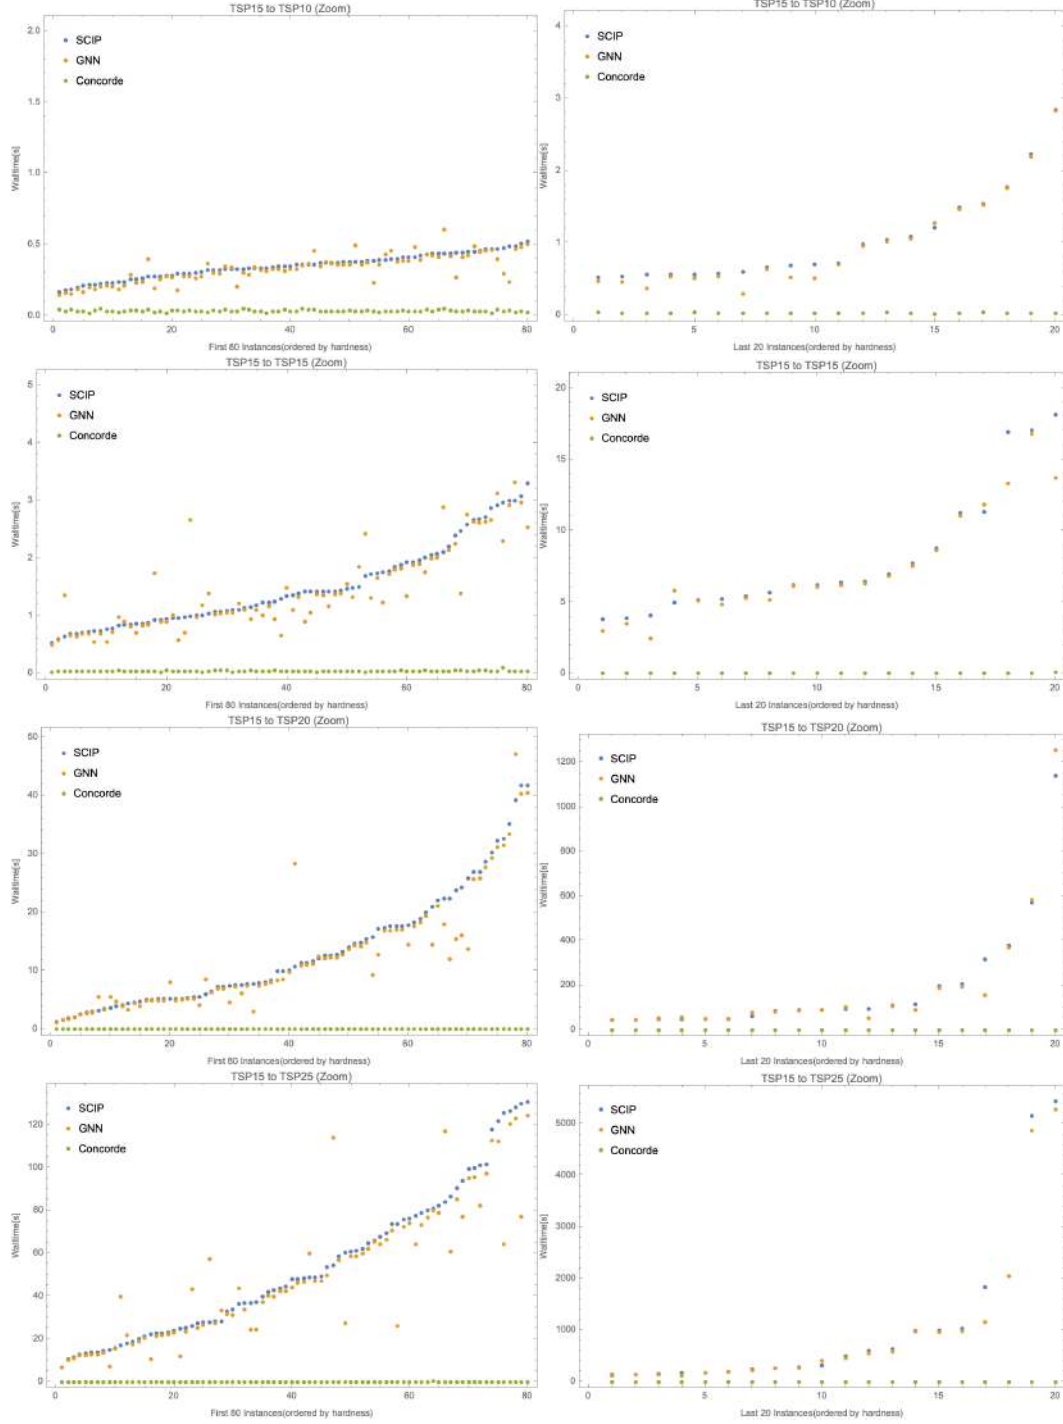 TSP15 to TSP10 (Zoom)
2.0
1.5
1.0
0.5
0.0
Walltime[s]
SCIP
GNN
Concorde
0 20 40 60 80
First 80 Instances(ordered by hardness)
TSP15 to TSP10 (Zoom)
4
3
2
1
0
Walltime[s]
SCIP
GNN
Concorde
0 5 10 15 20
Last 20 Instances(ordered by hardness)
TSP15 to TSP15 (Zoom)
5
4
3
2
1
0
Walltime[s]
SCIP
GNN
Concorde
0 20 40 60 80
First 80 Instances(ordered by hardness)
TSP15 to TSP15 (Zoom)
20
15
10
5
0
Walltime[s]
SCIP
GNN
Concorde
0 5 10 15 20
Last 20 Instances(ordered by hardness)
TSP15 to TSP20 (Zoom)
50
40
30
20
10
0
Walltime[s]
SCIP
GNN
Concorde
0 20 40 60 80
First 80 Instances(ordered by hardness)
TSP15 to TSP20 (Zoom)
1200
1000
800
600
400
200
0
Walltime[s]
SCIP
GNN
Concorde
0 5 10 15 20
Last 20 Instances(ordered by hardness)
TSP15 to TSP25 (Zoom)
120
100
80
60
40
20
0
Walltime[s]
SCIP
GNN
Concorde
0 20 40 60 80
First 80 Instances(ordered by hardness)
TSP15 to TSP25 (Zoom)
5000
4000
3000
2000
1000
0
Walltime[s]
SCIP
GNN
Concorde
0 5 10 15 20
Last 20 Instances(ordered by hardness)